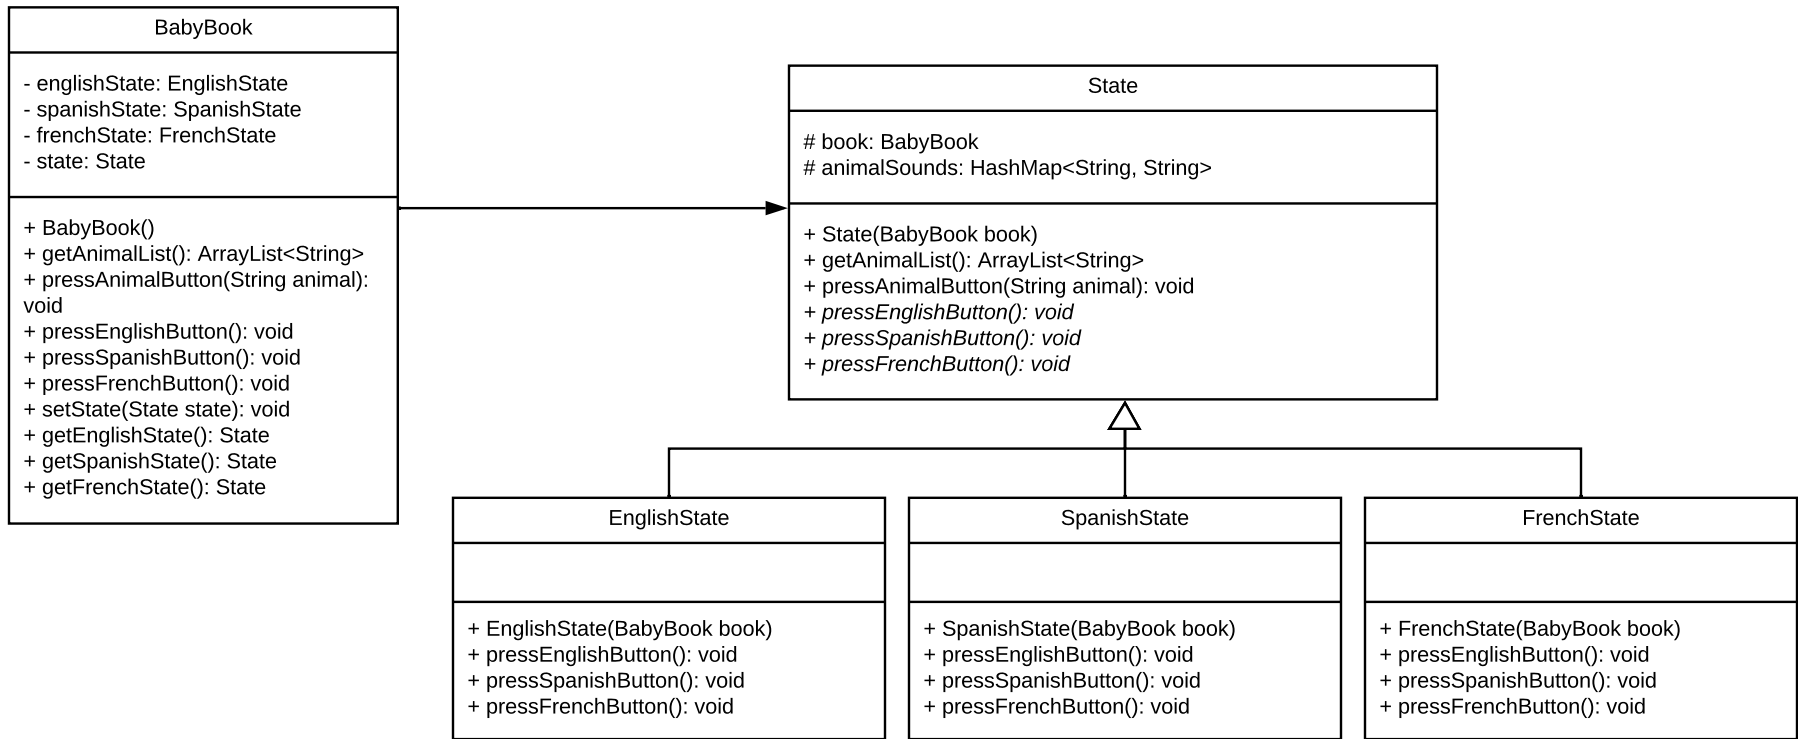 BabyBook
- englishState: EnglishState
- spanishState: SpanishState
- frenchState: FrenchState
- state: State
+ BabyBook()
+ getAnimalList(): ArrayList<String>
+ pressAnimalButton(String animal):
void
+ pressEnglishButton(): void
+ pressSpanishButton(): void
+ pressFrenchButton(): void
+ setState(State state): void
+ getEnglishState(): State
+ getSpanishState(): State
+ getFrenchState(): State
State
# book: BabyBook
# animalSounds: HashMap<String, String>
+ State(BabyBook book)
+ getAnimalList(): ArrayList<String>
+ pressAnimalButton(String animal): void
+ pressEnglishButton(): void
+ pressSpanishButton(): void
+ pressFrenchButton(): void
EnglishState
+ EnglishState(BabyBook book)
+ pressEnglishButton(): void
+ pressSpanishButton(): void
+ pressFrenchButton(): void
SpanishState
+ SpanishState(BabyBook book)
+ pressEnglishButton(): void
+ pressSpanishButton(): void
+ pressFrenchButton(): void
FrenchState
+ FrenchState(BabyBook book)
+ pressEnglishButton(): void
+ pressSpanishButton(): void
+ pressFrenchButton(): void